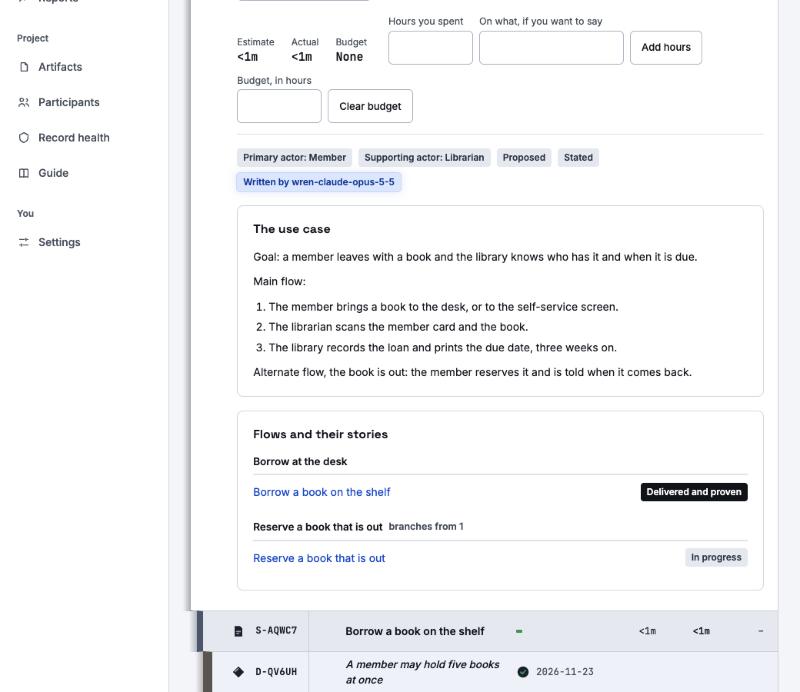 Project
Artifacts
Participants
Record health
Guide
You
Settings
Hours you spent On what, if you want to say
Estimate Actual Budget
<1m <1m None
Add hours
Budget, in hours
Clear budget
Primary actor: Member Supporting actor: Librarian Proposed Stated
Written by wren-claude-opus-5-5
The use case
Goal: a member leaves with a book and the library knows who has it and when it is due.
Main flow:
1. The member brings a book to the desk, or to the self-service screen.
2. The librarian scans the member card and the book.
3. The library records the loan and prints the due date, three weeks on.
Alternate flow, the book is out: the member reserves it and is told when it comes back.
Flows and their stories
Borrow at the desk
Borrow a book on the shelf Delivered and proven
Reserve a book that is out branches from 1
Reserve a book that is out In progress
S-AQWC7 Borrow a book on the shelf <1m <1m –
D-QV6UH A member may hold five books 2026-11-23
at once